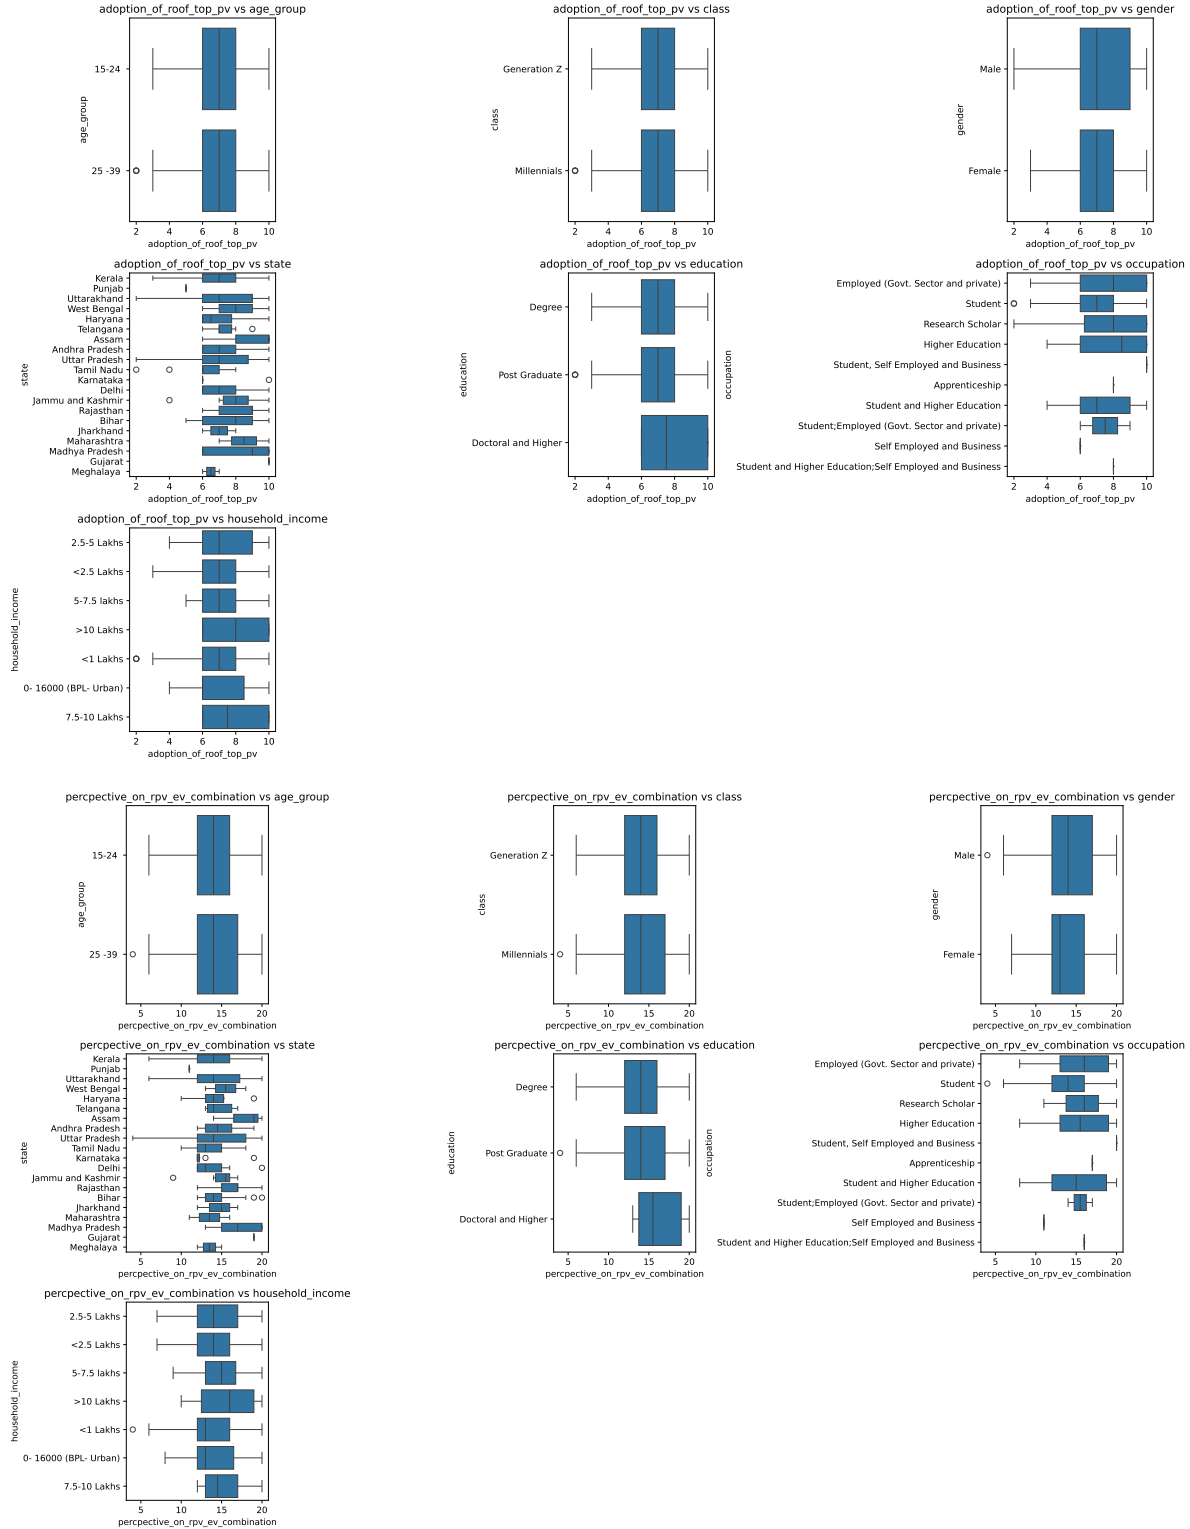 adoption_of_roof_top_pv vs age_group
15-24
25 -39
age_group
2 4 6 8 10
adoption_of_roof_top_pv
adoption_of_roof_top_pv vs class
Generation Z
Millennials
class
2 4 6 8 10
adoption_of_roof_top_pv
adoption_of_roof_top_pv vs gender
Male
Female
gender
2 4 6 8 10
adoption_of_roof_top_pv
adoption_of_roof_top_pv vs state
Kerala
Punjab
Uttarakhand
West Bengal
Haryana
Telangana
Assam
Andhra Pradesh
Uttar Pradesh
Tamil Nadu
Karnataka
Delhi
Jammu and Kashmir
Rajasthan
Bihar
Jharkhand
Maharashtra
Madhya Pradesh
Gujarat
Meghalaya
state
2 4 6 8 10
adoption_of_roof_top_pv
adoption_of_roof_top_pv vs education
Degree
Post Graduate
Doctoral and Higher
education
2 4 6 8 10
adoption_of_roof_top_pv
adoption_of_roof_top_pv vs occupation
Employed (Govt. Sector and private)
Student
Research Scholar
Higher Education
Student, Self Employed and Business
Apprenticeship
Student and Higher Education
Student;Employed (Govt. Sector and private)
Self Employed and Business
Student and Higher Education;Self Employed and Business
occupation
2 4 6 8 10
adoption_of_roof_top_pv
adoption_of_roof_top_pv vs household_income
2.5-5 Lakhs
<2.5 Lakhs
5-7.5 lakhs
>10 Lakhs
<1 Lakhs
0- 16000 (BPL- Urban)
7.5-10 Lakhs
household_income
2 4 6 8 10
adoption_of_roof_top_pv
percpective_on_rpv_ev_combination vs age_group
15-24
25 -39
age_group
5 10 15 20
percpective_on_rpv_ev_combination
percpective_on_rpv_ev_combination vs class
Generation Z
Millennials
class
5 10 15 20
percpective_on_rpv_ev_combination
percpective_on_rpv_ev_combination vs gender
Male
Female
gender
5 10 15 20
percpective_on_rpv_ev_combination
percpective_on_rpv_ev_combination vs state
Kerala
Punjab
Uttarakhand
West Bengal
Haryana
Telangana
Assam
Andhra Pradesh
Uttar Pradesh
Tamil Nadu
Karnataka
Delhi
Jammu and Kashmir
Rajasthan
Bihar
Jharkhand
Maharashtra
Madhya Pradesh
Gujarat
Meghalaya
state
5 10 15 20
percpective_on_rpv_ev_combination
percpective_on_rpv_ev_combination vs education
Degree
Post Graduate
Doctoral and Higher
education
5 10 15 20
percpective_on_rpv_ev_combination
percpective_on_rpv_ev_combination vs occupation
Employed (Govt. Sector and private)
Student
Research Scholar
Higher Education
Student, Self Employed and Business
Apprenticeship
Student and Higher Education
Student;Employed (Govt. Sector and private)
Self Employed and Business
Student and Higher Education;Self Employed and Business
occupation
5 10 15 20
percpective_on_rpv_ev_combination
percpective_on_rpv_ev_combination vs household_income
2.5-5 Lakhs
<2.5 Lakhs
5-7.5 lakhs
>10 Lakhs
<1 Lakhs
0- 16000 (BPL- Urban)
7.5-10 Lakhs
household_income
5 10 15 20
percpective_on_rpv_ev_combination